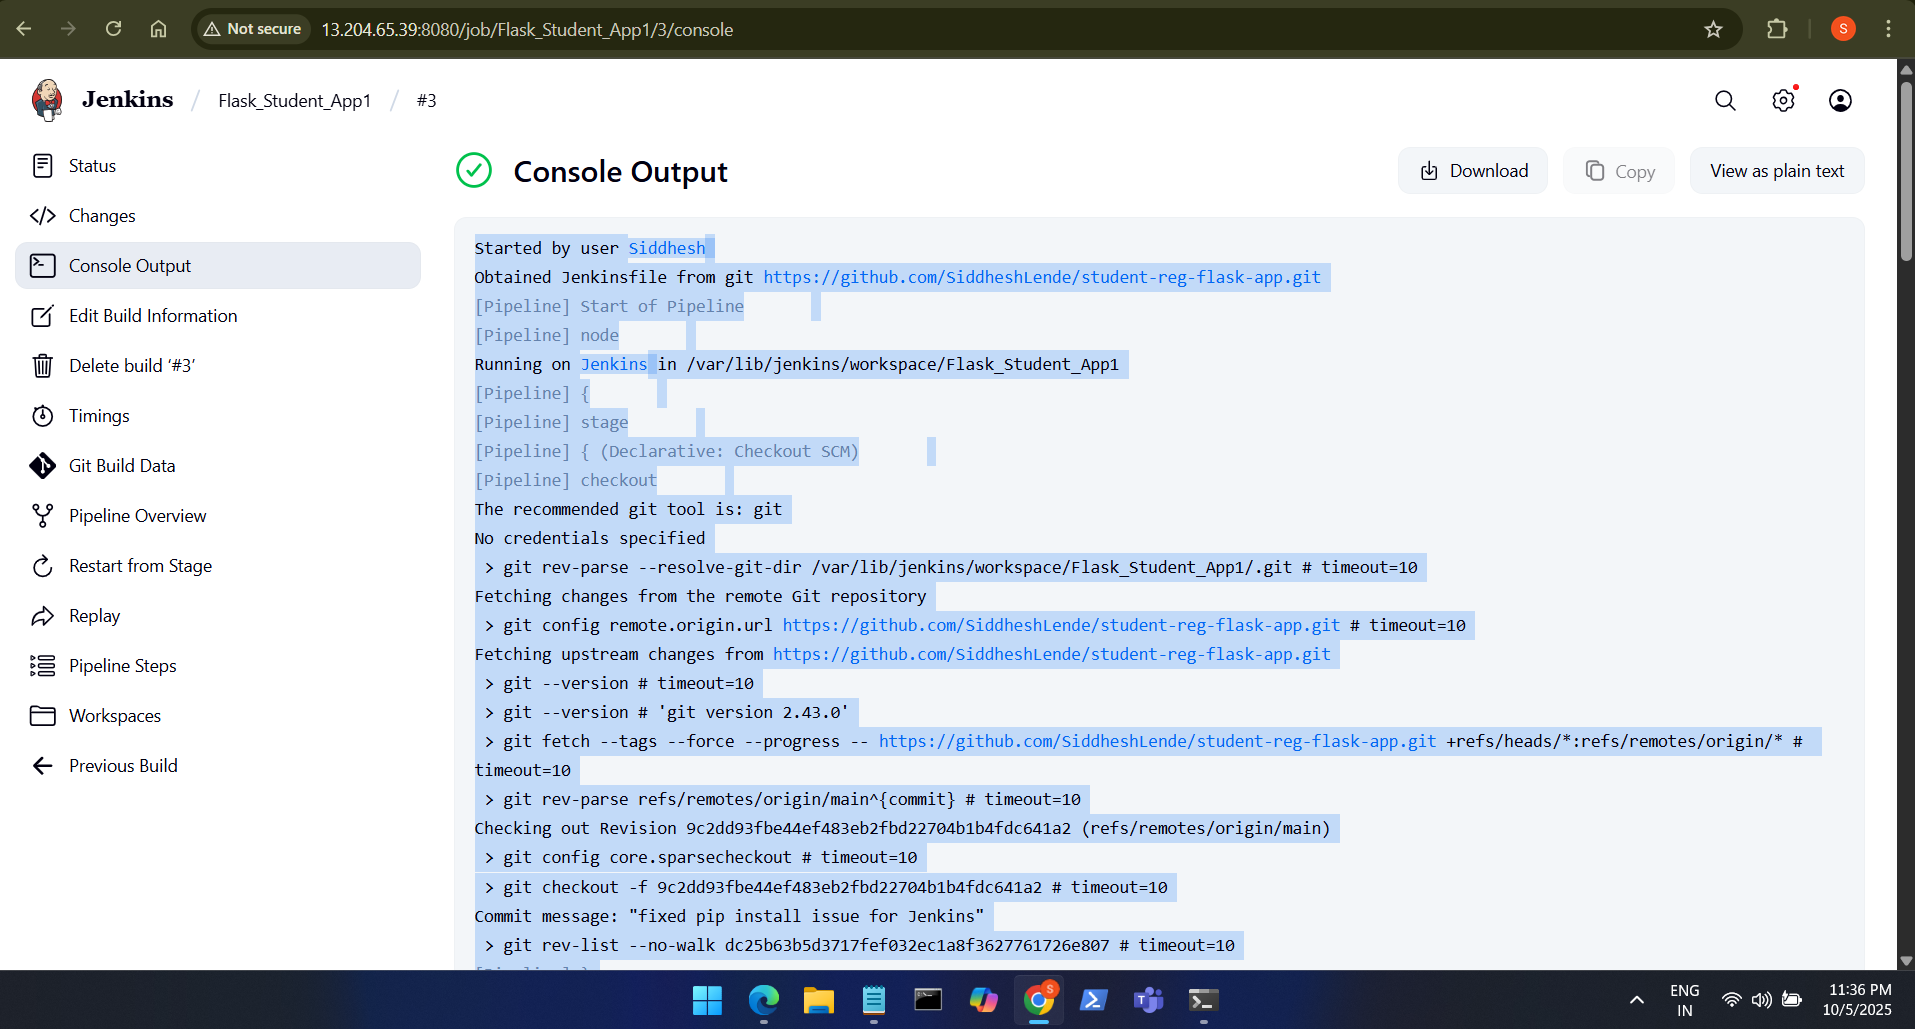 Not secure 13.204.65.39:8080/job/Flask_Student_App1/3/console
S
Jenkins / Flask_Student_App1 / #3
Status
Changes
Console Output
Edit Build Information
Delete build ‘#3’
Timings
Git Build Data
Pipeline Overview
Restart from Stage
Replay
Pipeline Steps
Workspaces
Previous Build
Console Output
Download
Copy
View as plain text
Started by user Siddhesh
Obtained Jenkinsfile from git https://github.com/SiddheshLende/student-reg-flask-app.git
[Pipeline] Start of Pipeline
[Pipeline] node
Running on Jenkins in /var/lib/jenkins/workspace/Flask_Student_App1
[Pipeline] {
[Pipeline] stage
[Pipeline] { (Declarative: Checkout SCM)
[Pipeline] checkout
The recommended git tool is: git
No credentials specified
> git rev-parse --resolve-git-dir /var/lib/jenkins/workspace/Flask_Student_App1/.git # timeout=10
Fetching changes from the remote Git repository
> git config remote.origin.url https://github.com/SiddheshLende/student-reg-flask-app.git # timeout=10
Fetching upstream changes from https://github.com/SiddheshLende/student-reg-flask-app.git
> git --version # timeout=10
> git --version # 'git version 2.43.0'
> git fetch --tags --force --progress -- https://github.com/SiddheshLende/student-reg-flask-app.git +refs/heads/*:refs/remotes/origin/* #
timeout=10
> git rev-parse refs/remotes/origin/main^{commit} # timeout=10
Checking out Revision 9c2dd93fbe44ef483eb2fbd22704b1b4fdc641a2 (refs/remotes/origin/main)
> git config core.sparsecheckout # timeout=10
> git checkout -f 9c2dd93fbe44ef483eb2fbd22704b1b4fdc641a2 # timeout=10
Commit message: "fixed pip install issue for Jenkins"
> git rev-list --no-walk dc25b63b5d3717fef032ec1a8f3627761726e807 # timeout=10
S
ENG
IN
11:36 PM
10/5/2025